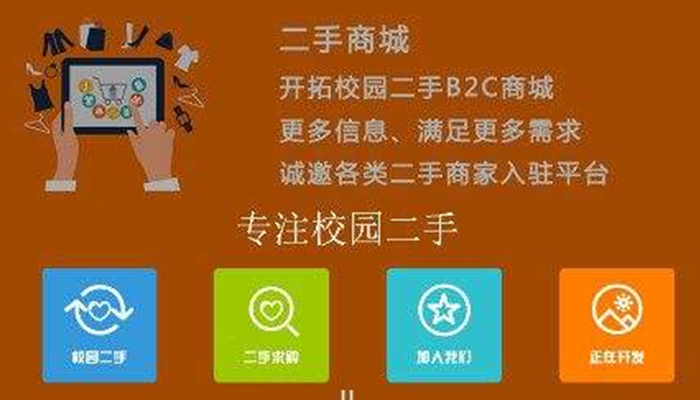 二手商城
开拓校园二手B2C商城
更多信息、满足更多需求
诚邀各类二手商家入驻平台
专注校园二手
校园二手
二手求购
加入我们
正在开发